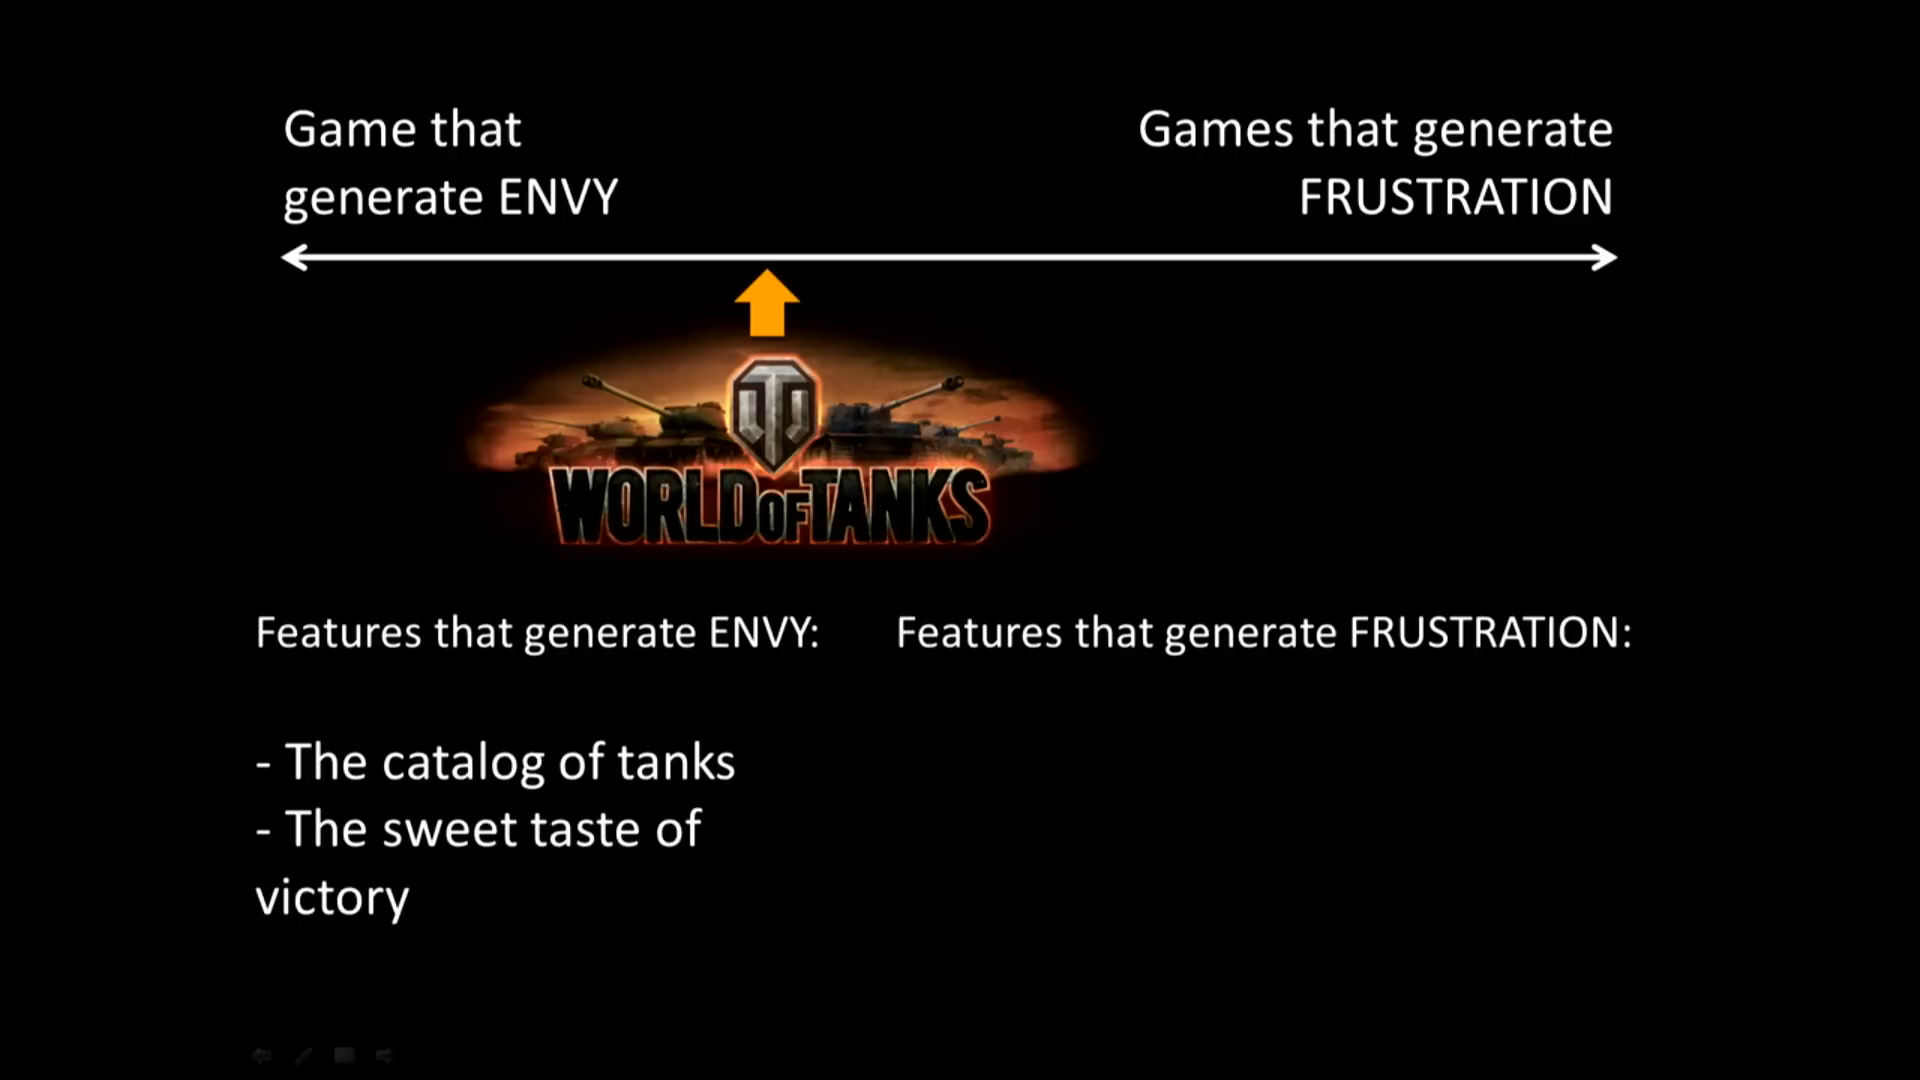 Game that
generate ENVY
Games that generate
FRUSTRATION
WORLD OF TANKS
Features that generate ENVY:
Features that generate FRUSTRATION:
- The catalog of tanks
- The sweet taste of
victory